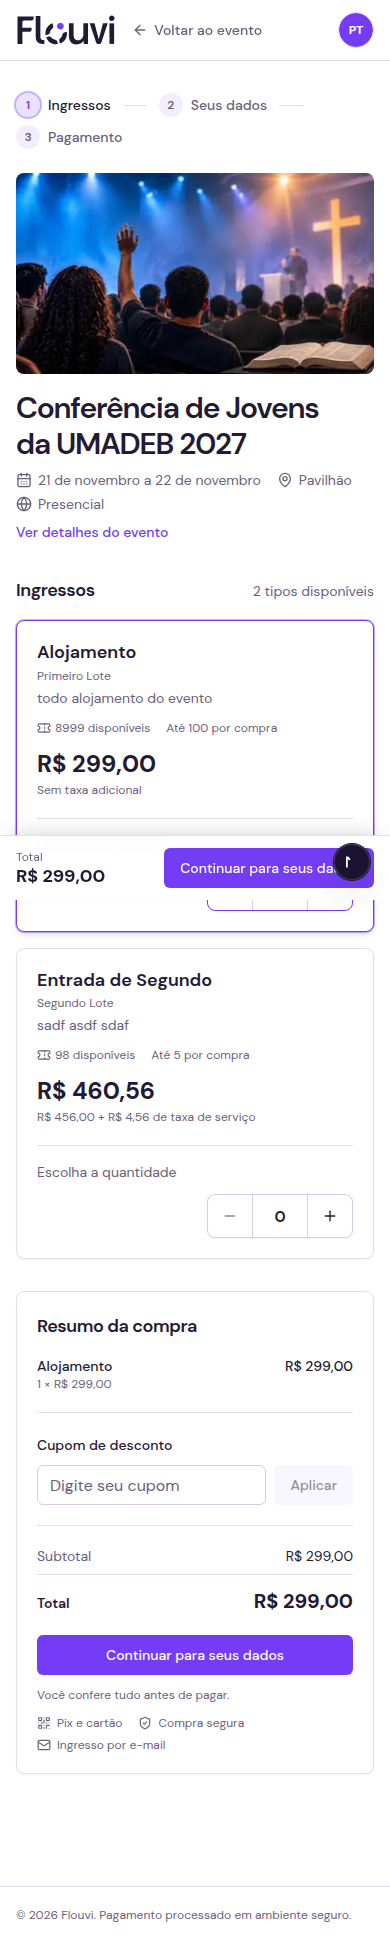 Flouvi
Voltar ao evento
PT
1 Ingressos
2 Seus dados
3 Pagamento
Conferência de Jovens
da UMADEB 2027
21 de novembro a 22 de novembro
Pavilhão
Presencial
Ver detalhes do evento
Ingressos
2 tipos disponíveis
Alojamento
Primeiro Lote
todo alojamento do evento
8999 disponíveis
Até 100 por compra
R$ 299,00
Sem taxa adicional
Total
R$ 299,00
Continuar para seus da
Entrada de Segundo
Segundo Lote
sadf asdf sdaf
98 disponíveis
Até 5 por compra
R$ 460,56
R$ 456,00 + R$ 4,56 de taxa de serviço
Escolha a quantidade
− 0 +
Resumo da compra
Alojamento
R$ 299,00
1 × R$ 299,00
Cupom de desconto
Digite seu cupom
Aplicar
Subtotal
R$ 299,00
Total
R$ 299,00
Continuar para seus dados
Você confere tudo antes de pagar.
Pix e cartão
Compra segura
Ingresso por e-mail
© 2026 Flouvi. Pagamento processado em ambiente seguro.